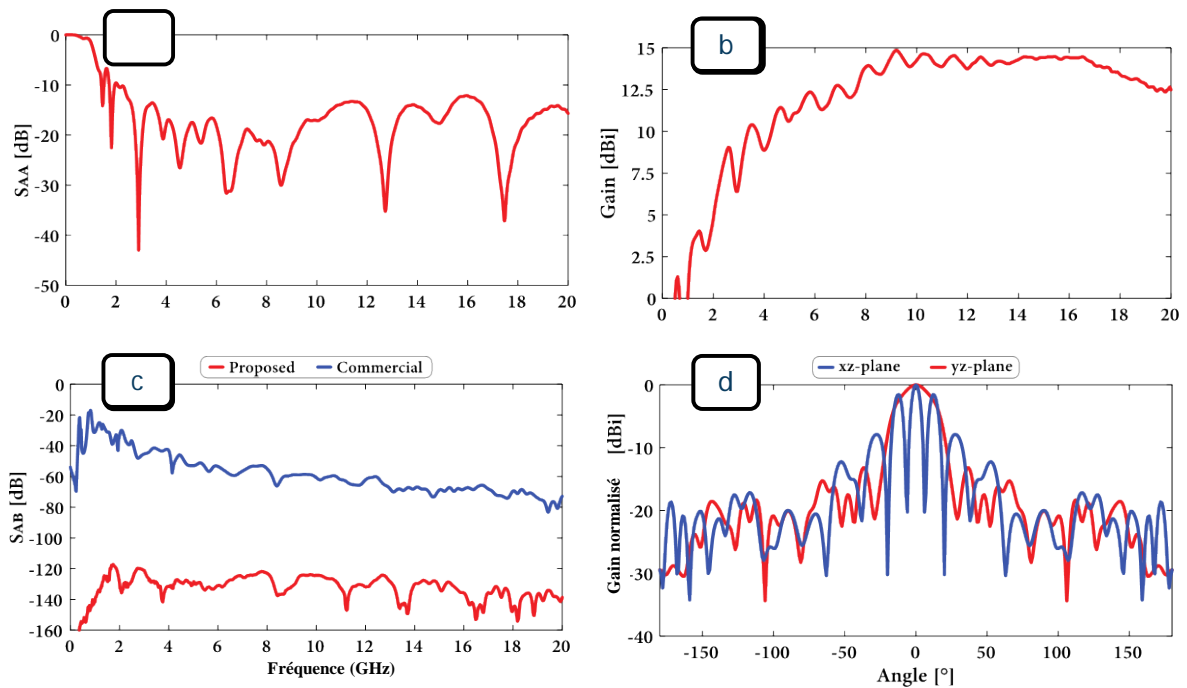 0
-10
-20
-30
-40
-50
SAA [dB]
0 2 4 6 8 10 12 14 16 18 20
b
15
12.5
10
7.5
5
2.5
0
Gain [dBi]
0 2 4 6 8 10 12 14 16 18 20
c
Proposed Commercial
0
-20
-40
-60
-80
-100
-120
-140
-160
SAB [dB]
0 2 4 6 8 10 12 14 16 18 20
Fréquence (GHz)
d
xz-plane yz-plane
0
-10
-20
-30
-40
Gain normalisé [dBi]
-150 -100 -50 0 50 100 150
Angle [°]